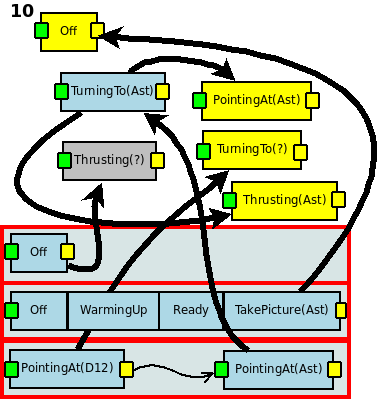 10
Off
TurningTo(Ast)
PointingAt(Ast)
TurningTo(?)
Thrusting(?)
Thrusting(Ast)
Off
Off WarmingUp Ready TakePicture(Ast)
PointingAt(D12) PointingAt(Ast)